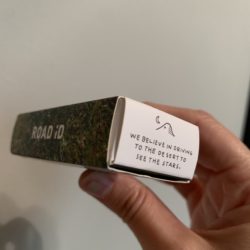 ROAD iD
WE BELIEVE IN DRIVING
TO THE DESERT TO
SEE THE STARS.